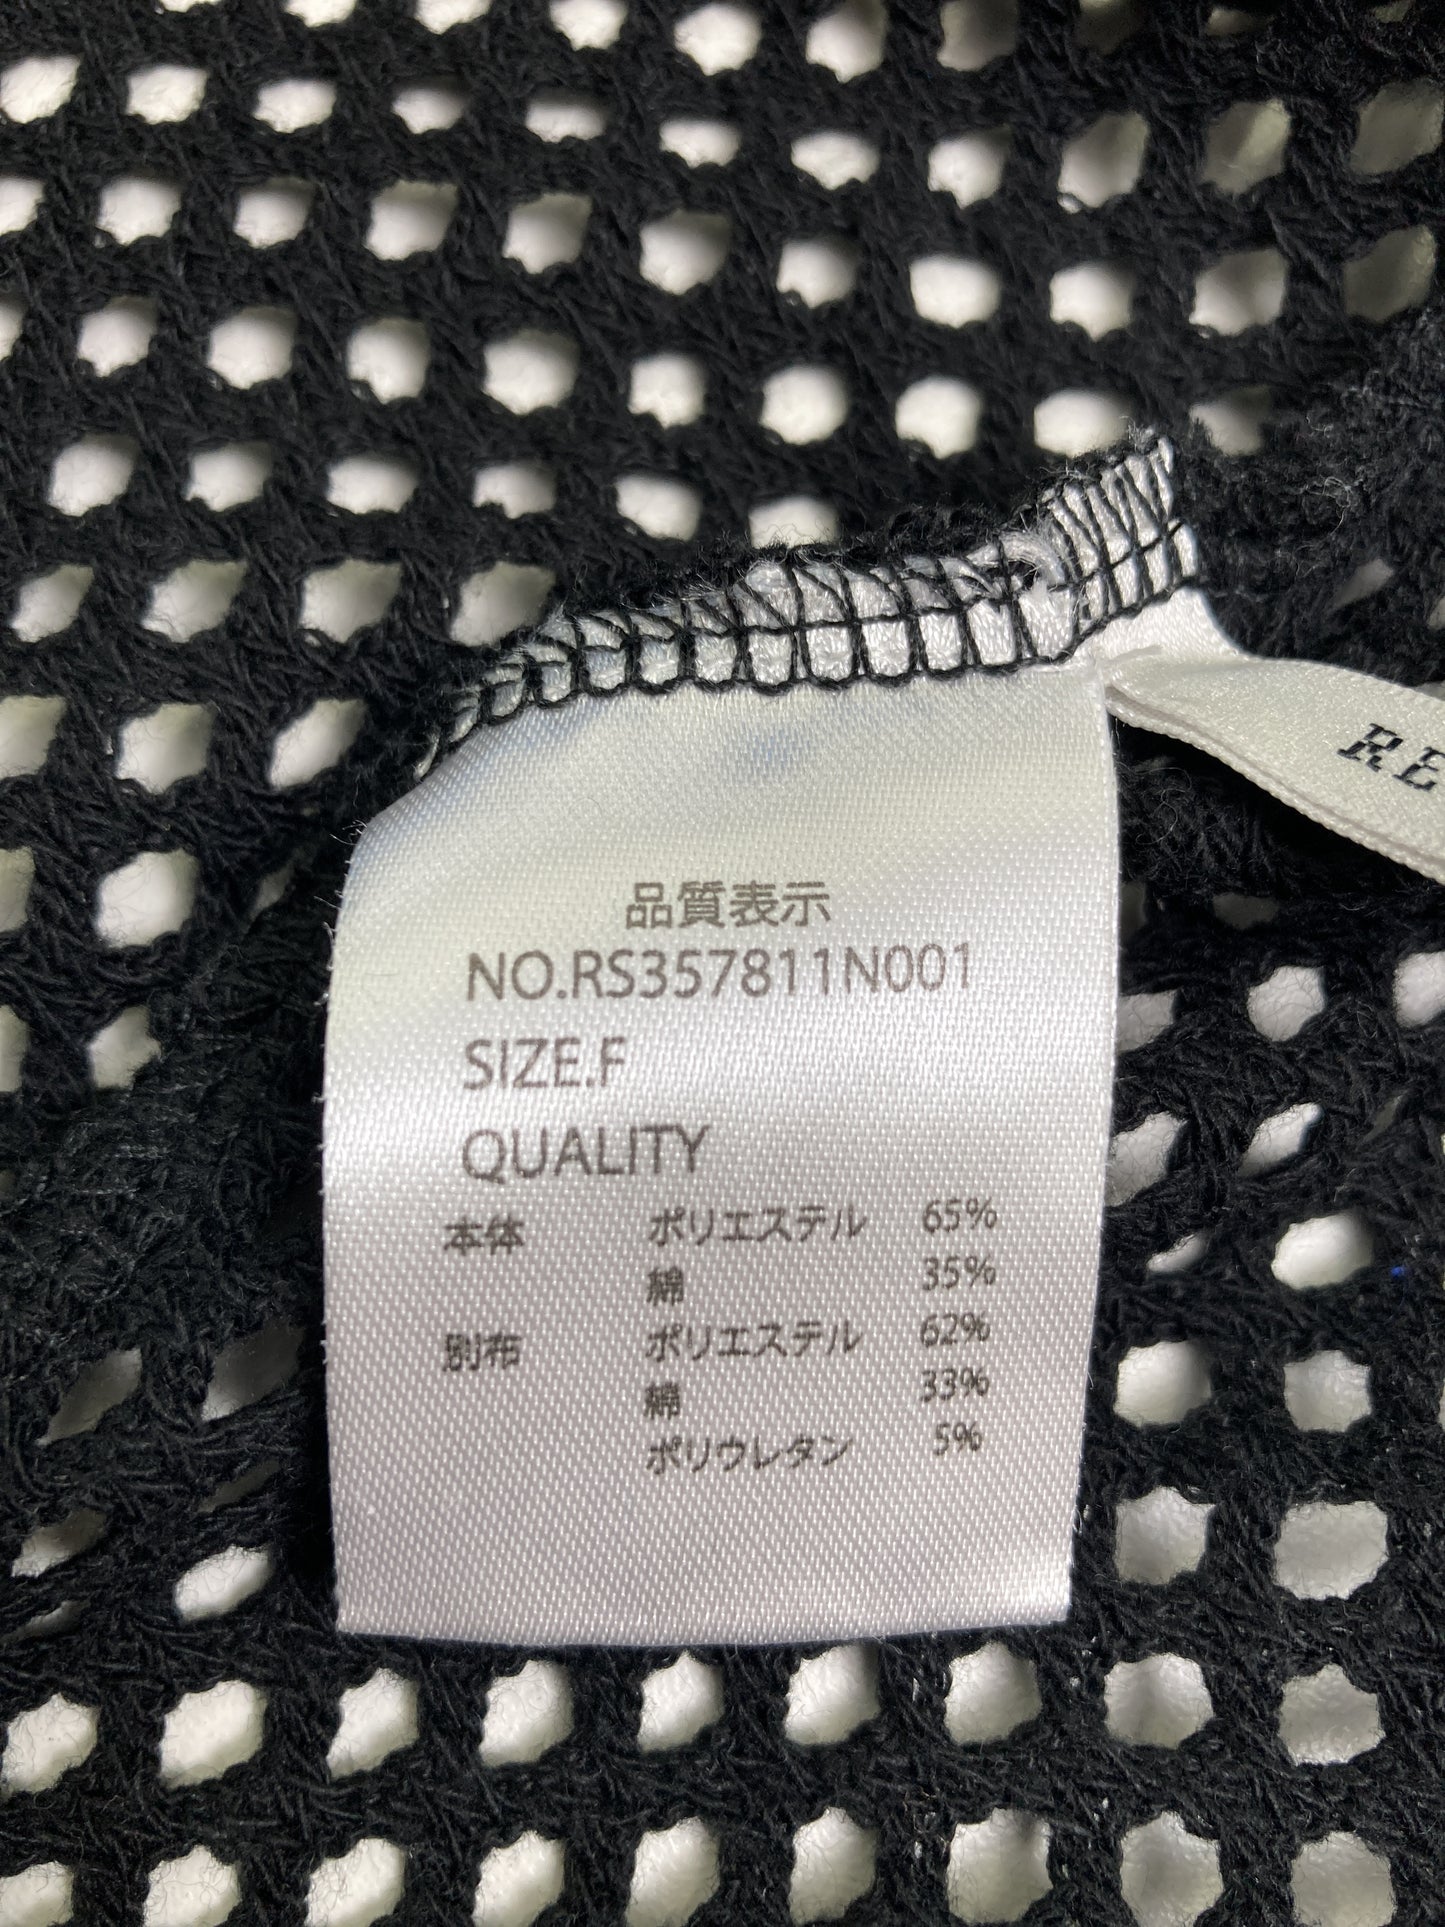 RE
品質表示
NO.RS357811N001
SIZE.F
QUALITY
本体 ポリエステル 65%
綿 35%
別布 ポリエステル 62%
綿 33%
ポリウレタン 5%